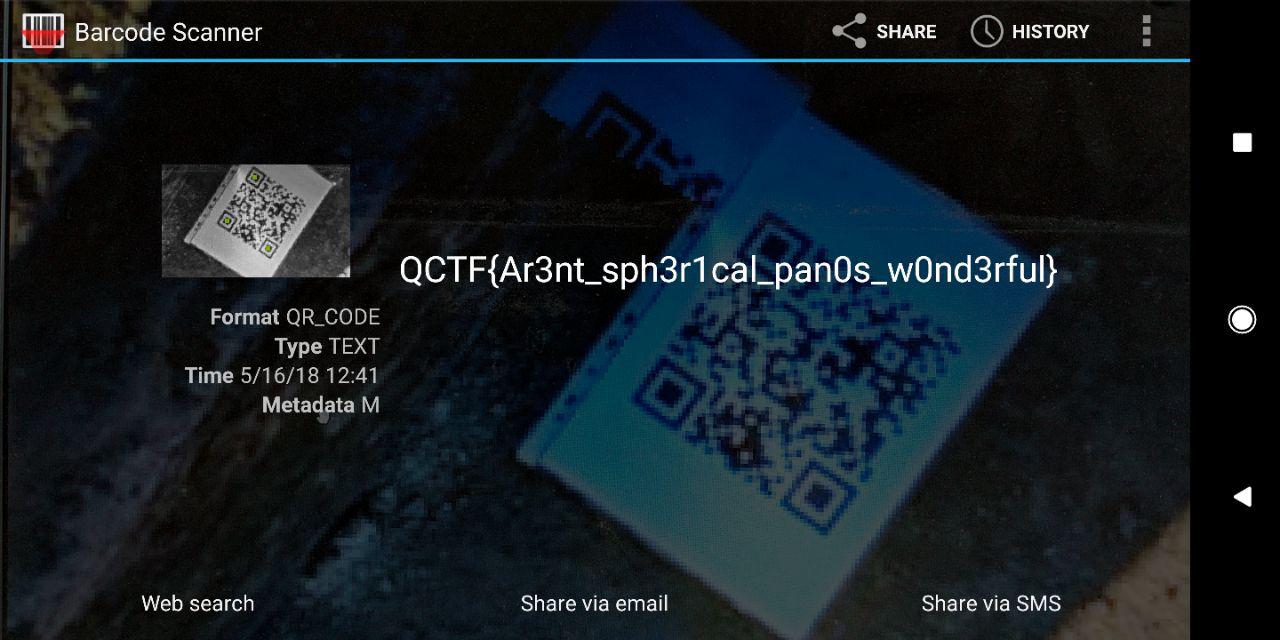 Barcode Scanner
SHARE
HISTORY
QCTF{Ar3nt_sph3r1cal_pan0s_w0nd3rful}
Format QR_CODE
Type TEXT
Time 5/16/18 12:41
Metadata M
Web search
Share via email
Share via SMS